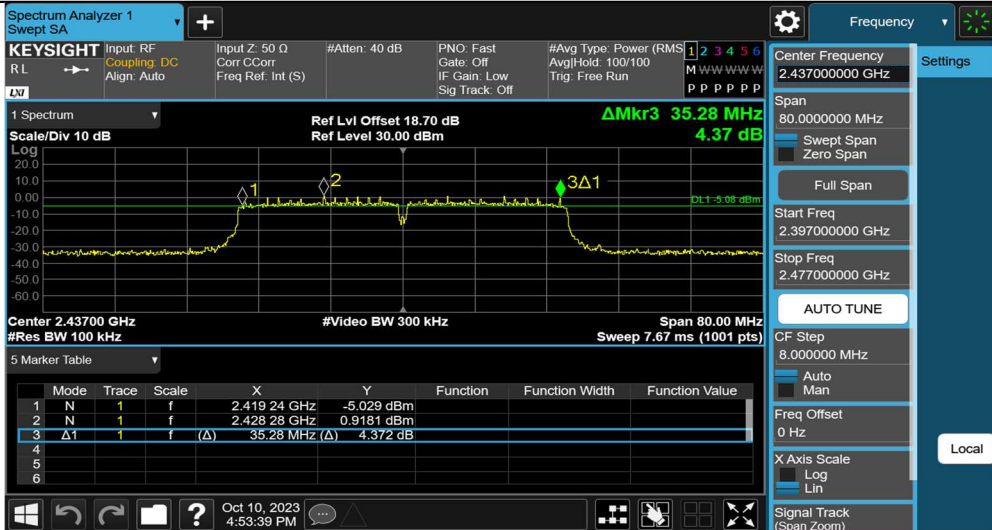 Spectrum Analyzer 1
Swept SA
Frequency
KEYSIGHT
RL
LXI
Input: RF
Coupling: DC
Align: Auto
Input Z: 50 Ω
Corr CCorr
Freq Ref: Int (S)
#Atten: 40 dB
PNO: Fast
Gate: Off
IF Gain: Low
Sig Track: Off
#Avg Type: Power (RMS
Avg|Hold: 100/100
Trig: Free Run
1 2 3 4 5 6
M W W W W W
P P P P P P
1 Spectrum
Scale/Div 10 dB
Ref Lvl Offset 18.70 dB
Ref Level 30.00 dBm
ΔMkr3 35.28 MHz
4.37 dB
Log
20.0
10.0
0.00
-10.0
-20.0
-30.0
-40.0
-50.0
-60.0
1
2
3Δ1
DL1 -5.08 dBm
Center 2.43700 GHz
#Res BW 100 kHz
#Video BW 300 kHz
Span 80.00 MHz
Sweep 7.67 ms (1001 pts)
5 Marker Table
Mode Trace Scale X Y Function Function Width Function Value
1 N 1 f 2.419 24 GHz -5.029 dBm
2 N 1 f 2.428 28 GHz 0.9181 dBm
3 Δ1 1 f (Δ) 35.28 MHz (Δ) 4.372 dB
4
5
6
Oct 10, 2023
4:53:39 PM
Center Frequency
2.437000000 GHz
Settings
Span
80.0000000 MHz
Swept Span
Zero Span
Full Span
Start Freq
2.397000000 GHz
Stop Freq
2.477000000 GHz
AUTO TUNE
CF Step
8.000000 MHz
Auto
Man
Freq Offset
0 Hz
Local
X Axis Scale
Log
Lin
Signal Track
(Span Zoom)